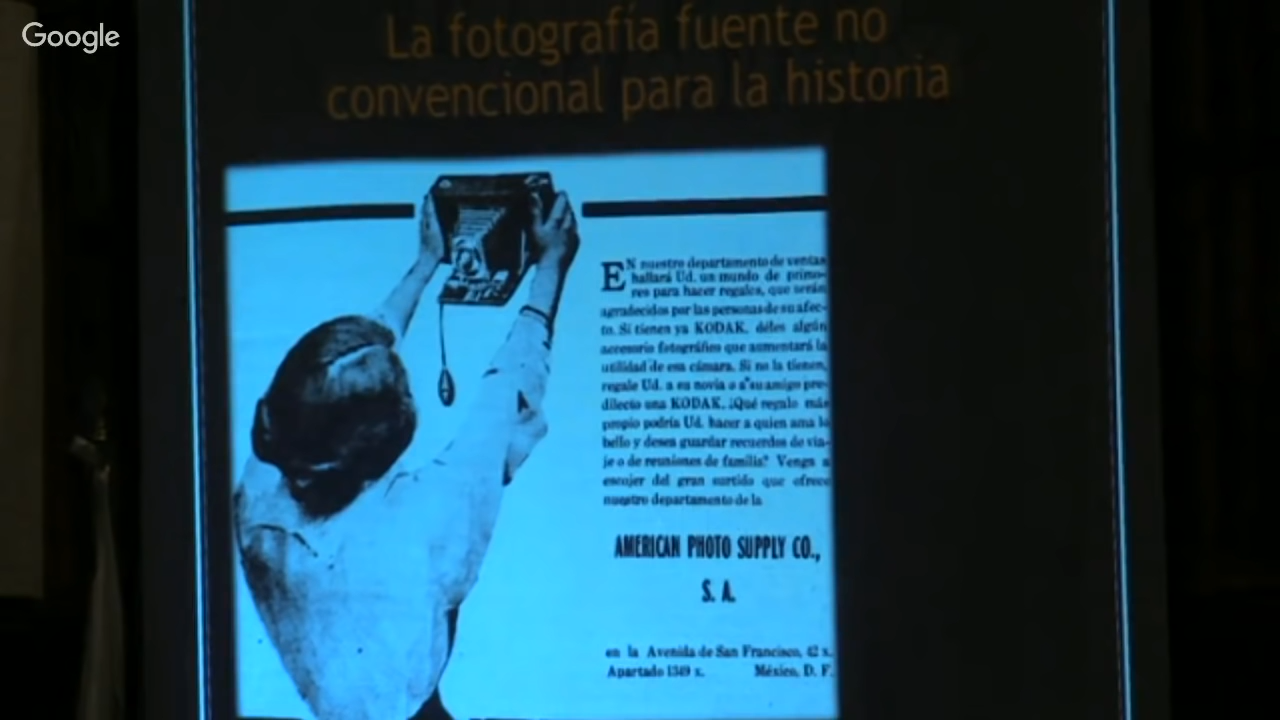 Google
La fotografía fuente no
convencional para la historia
EN nuestro departamento de ventas
hallará Ud. un mundo de primo-
res para hacer regalos, que serán
agradecidos por las personas de su afec-
to. Si tienen ya KODAK, déles algún
accesorio fotográfico que aumentará la
utilidad de esa cámara. Si no la tienen,
regale Ud. a su novia o a su amigo pre-
dilecto una KODAK. ¡Qué regalo más
propio podría Ud. hacer a quien ama lo
bello y desea guardar recuerdos de via-
je o de reuniones de familia? Venga a
escojer del gran surtido que ofrece
nuestro departamento de la
AMERICAN PHOTO SUPPLY CO.,
S. A.
en la Avenida de San Francisco, 42 x.
Apartado 1349 x. México, D. F.